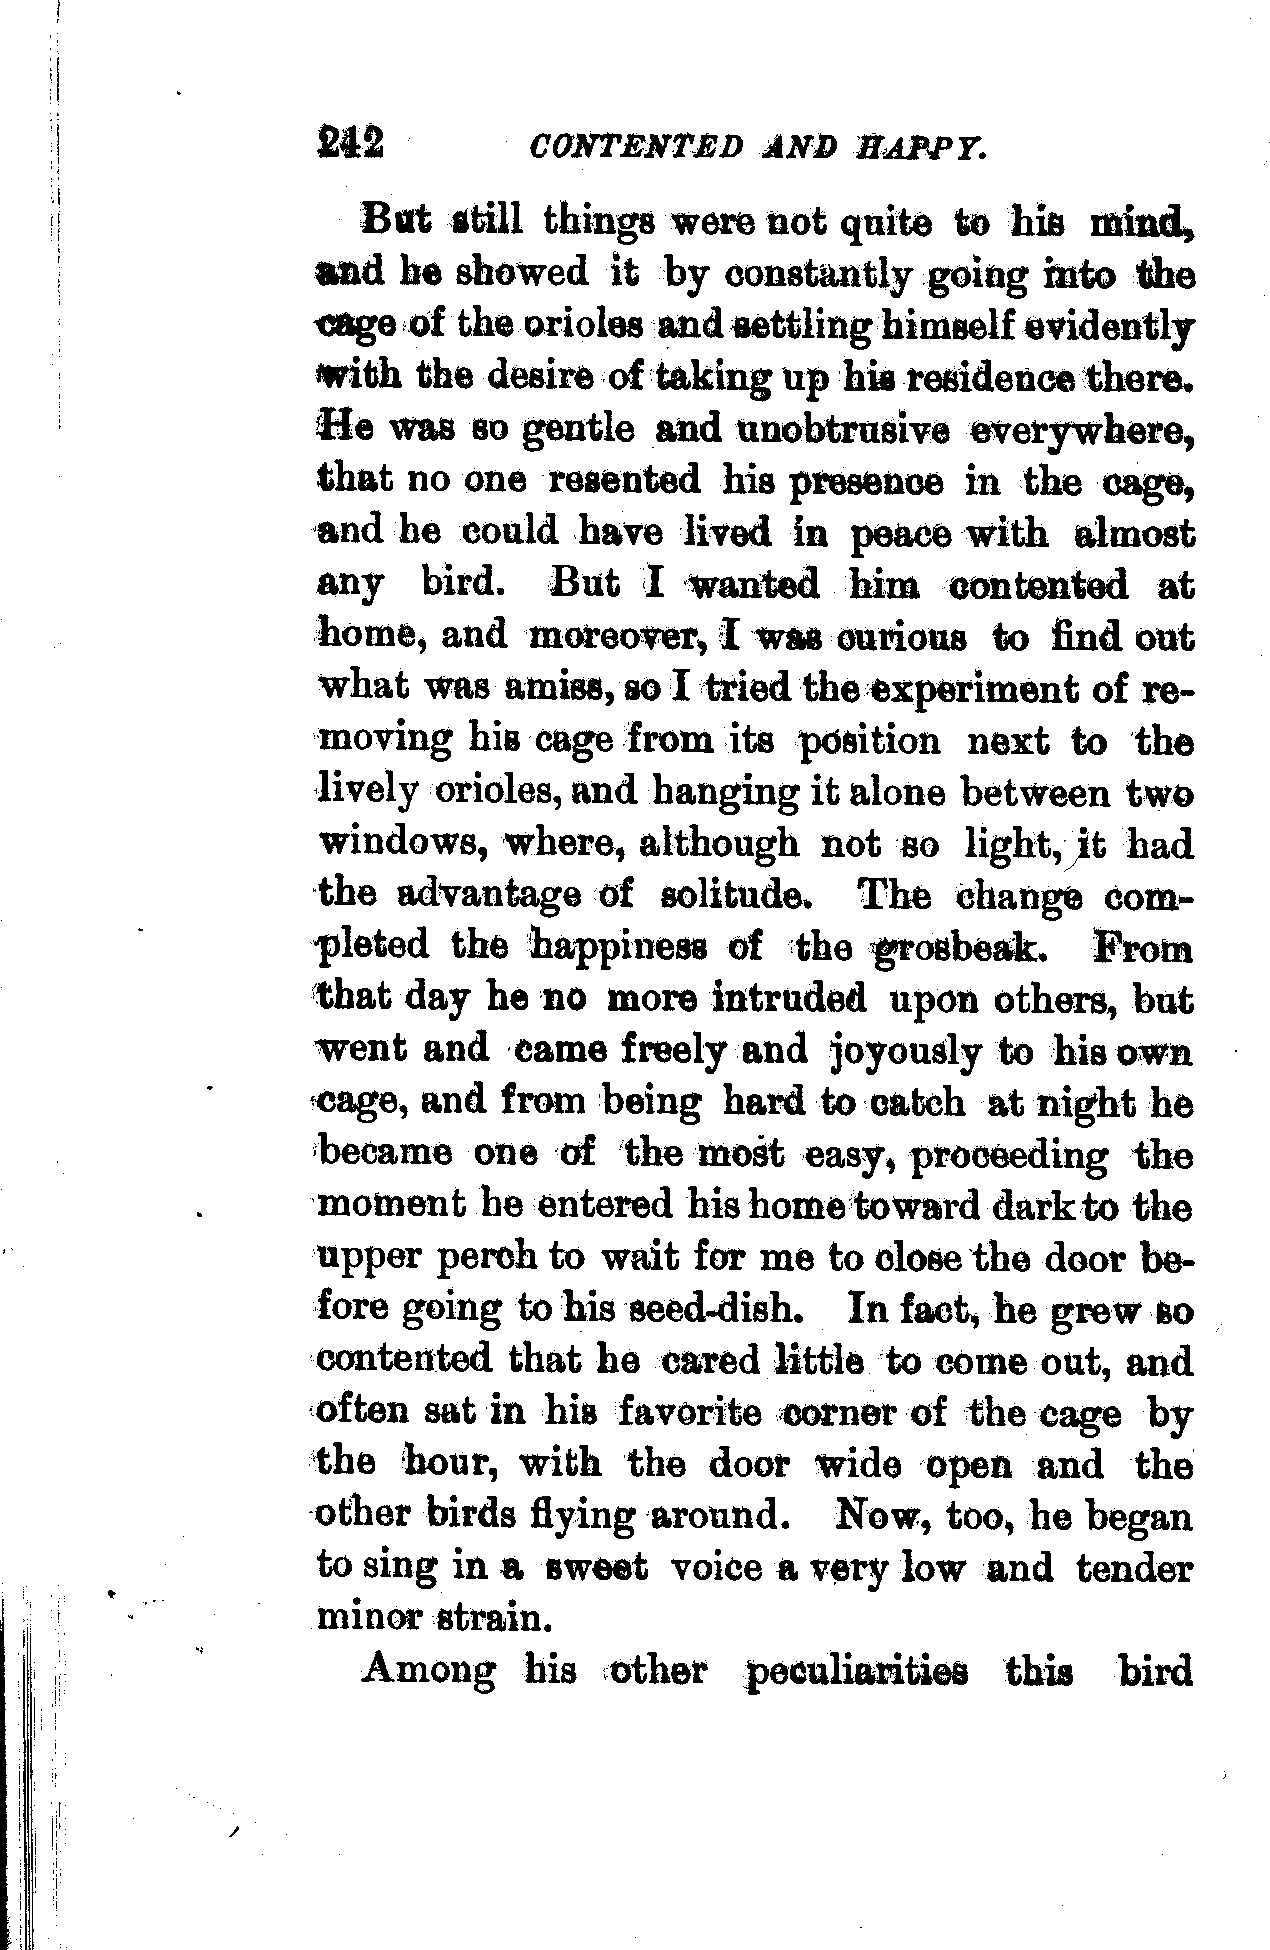 242 CONTENTED AND HAPPY.
But still things were not quite to his mind,
and he showed it by constantly going into the
cage of the orioles and settling himself evidently
with the desire of taking up his residence there.
He was so gentle and unobtrusive everywhere,
that no one resented his presence in the cage,
and he could have lived in peace with almost
any bird. But I wanted him contented at
home, and moreover, I was curious to find out
what was amiss, so I tried the experiment of re-
moving his cage from its position next to the
lively orioles, and hanging it alone between two
windows, where, although not so light, it had
the advantage of solitude. The change com-
pleted the happiness of the grosbeak. From
that day he no more intruded upon others, but
went and came freely and joyously to his own
cage, and from being hard to catch at night he
became one of the most easy, proceeding the
moment he entered his home toward dark to the
upper perch to wait for me to close the door be-
fore going to his seed-dish. In fact, he grew so
contented that he cared little to come out, and
often sat in his favorite corner of the cage by
the hour, with the door wide open and the
other birds flying around. Now, too, he began
to sing in a sweet voice a very low and tender
minor strain.
Among his other peculiarities this bird